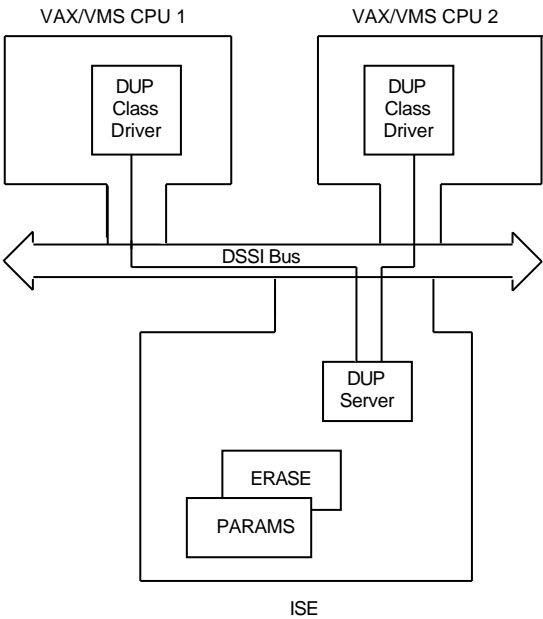 VAX/VMS CPU 1
VAX/VMS CPU 2
DUP
Class
Driver
DUP
Class
Driver
DSSI Bus
DUP
Server
ERASE
PARAMS
ISE